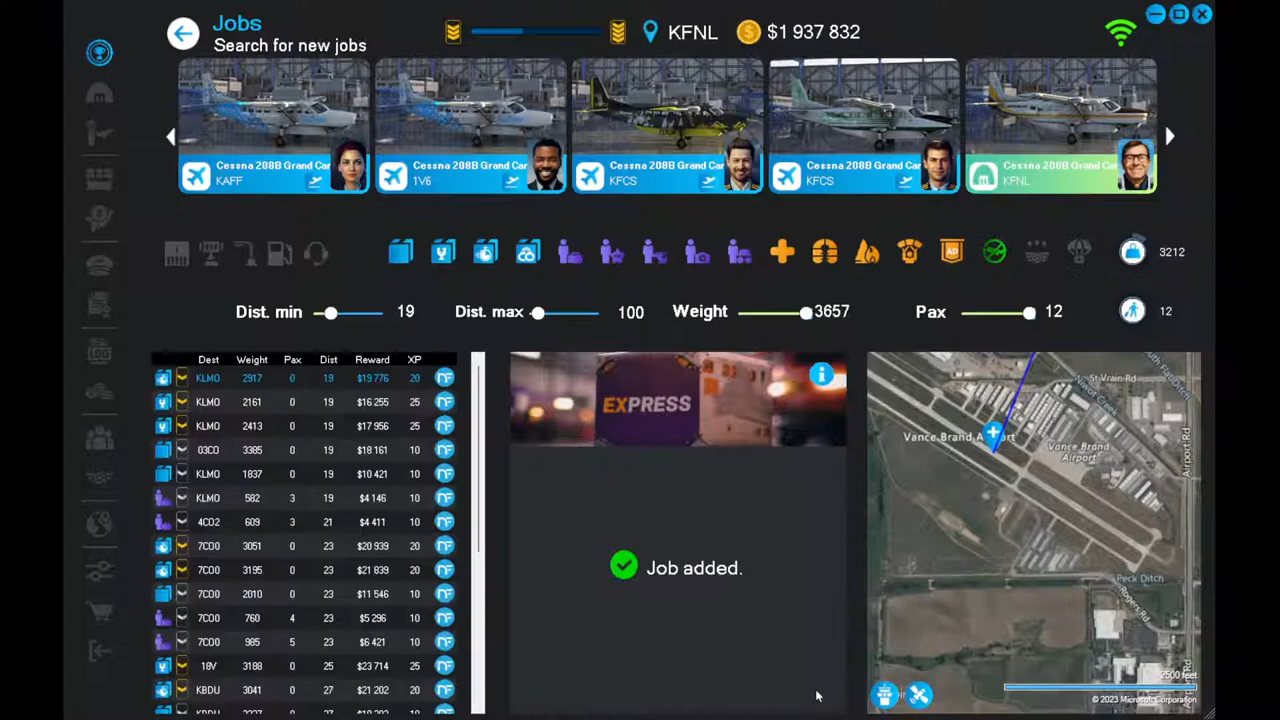 Jobs
Search for new jobs
KFNL
$1 937 832
Cessna 208B Grand Car
KAFF
Cessna 208B Grand Car
1V6
Cessna 208B Grand Car
KFCS
Cessna 208B Grand Car
KFCS
Cessna 208B Grand Car
KFNL
AD
3212
Dist. min 19 Dist. max 100 Weight 3657 Pax 12
12
Dest Weight Pax Dist Reward XP
KLMO 2917 0 19 $19 776 20
KLMO 2161 0 19 $16 255 25
KLMO 2413 0 19 $17 956 25
03CO 3385 0 19 $18 161 10
KLMO 1837 0 19 $10 421 10
KLMO 582 3 19 $4 146 10
4CO2 609 3 21 $4 411 10
7CO0 3051 0 23 $20 939 20
7CO0 3195 0 23 $21 839 20
7CO0 2010 0 23 $11 546 10
7CO0 760 4 23 $5 296 10
7CO0 985 5 23 $6 421 10
18V 3188 0 25 $23 714 25
KBDU 3041 0 27 $21 202 20
EXPRESS
Job added.
St Vrain Rd
Vance Brand Airport
Vance Brand
Airport
Airport Rd
Peck Ditch
Rogers Rd
2500 feet
© 2023 Microsoft Corporation